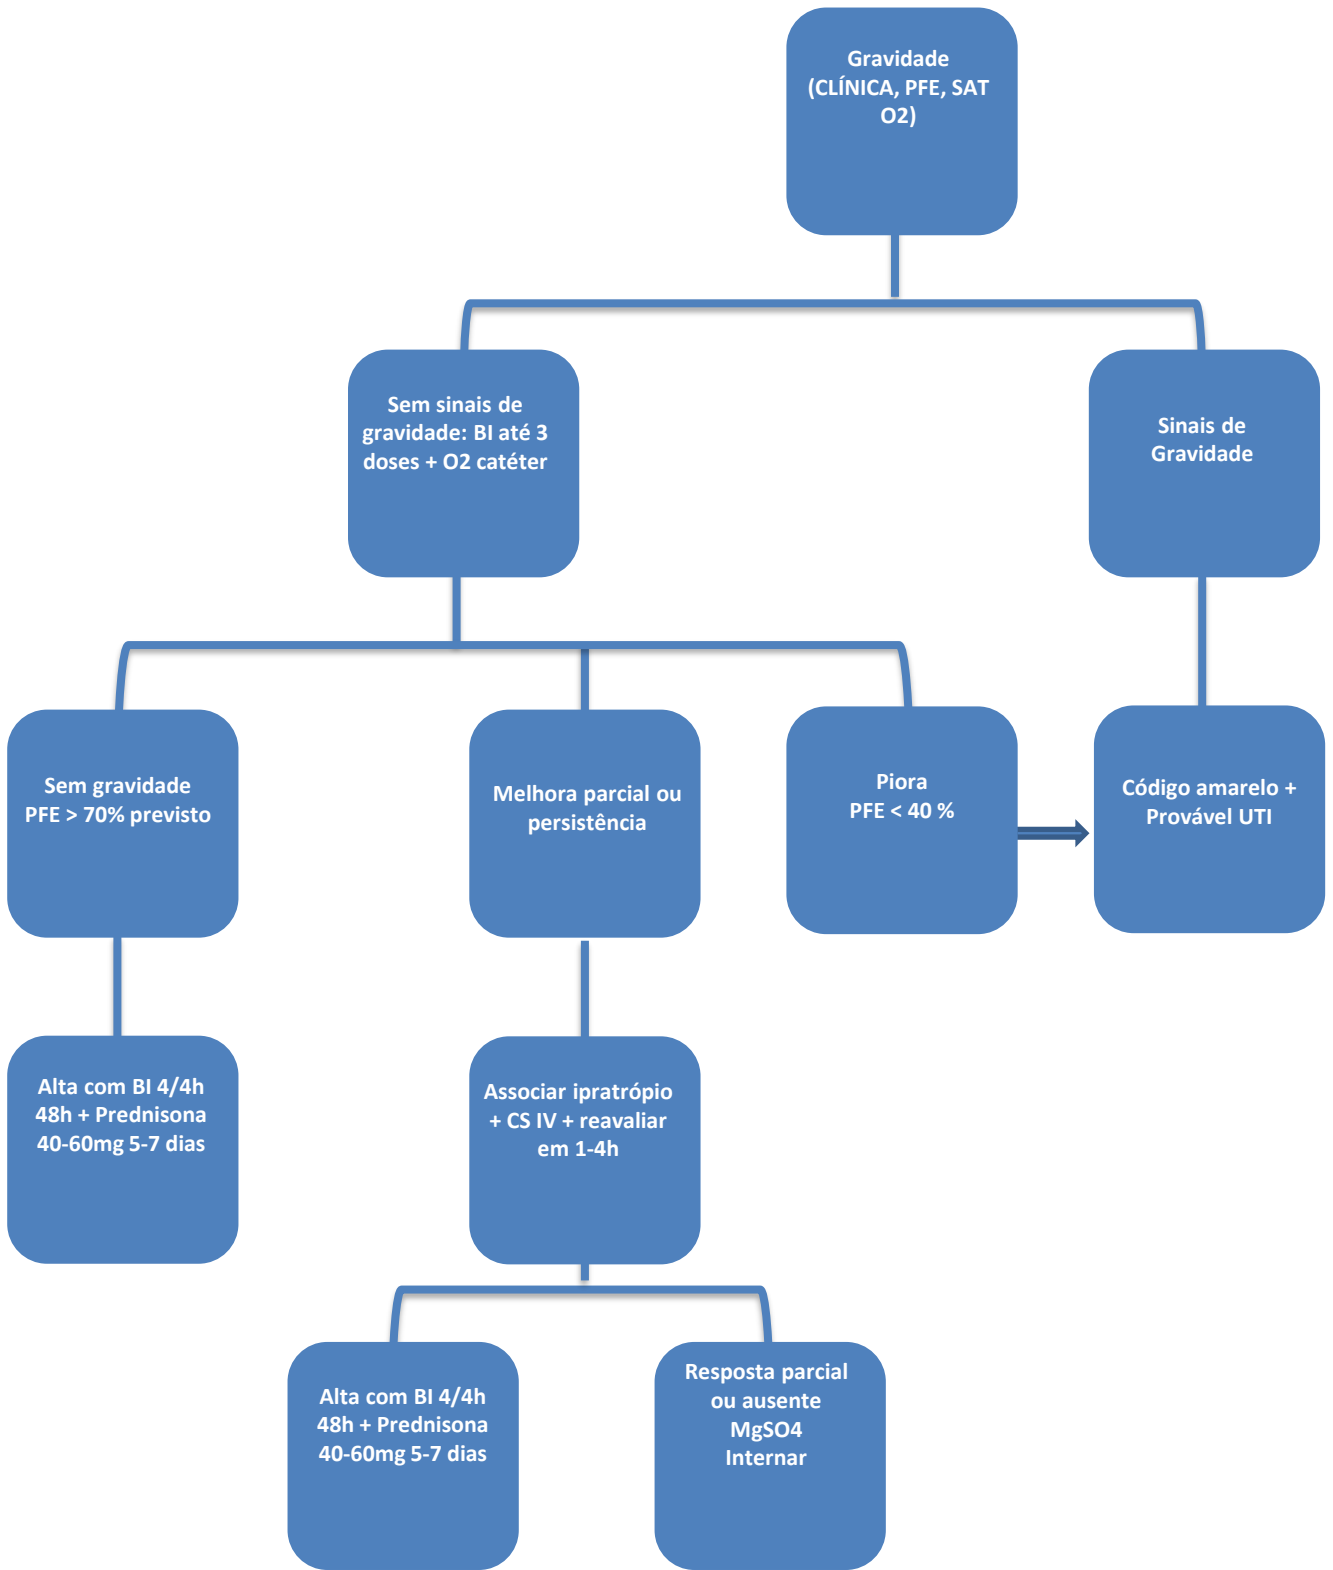 Gravidade
(CLÍNICA, PFE, SAT
O2)
Sem sinais de
gravidade: BI até 3
doses + O2 catéter
Sinais de
Gravidade
Sem gravidade
PFE > 70% previsto
Melhora parcial ou
persistência
Piora
PFE < 40 %
Código amarelo +
Provável UTI
Alta com BI 4/4h
48h + Prednisona
40-60mg 5-7 dias
Associar ipratrópio
+ CS IV + reavaliar
em 1-4h
Alta com BI 4/4h
48h + Prednisona
40-60mg 5-7 dias
Resposta parcial
ou ausente
MgSO4
Internar